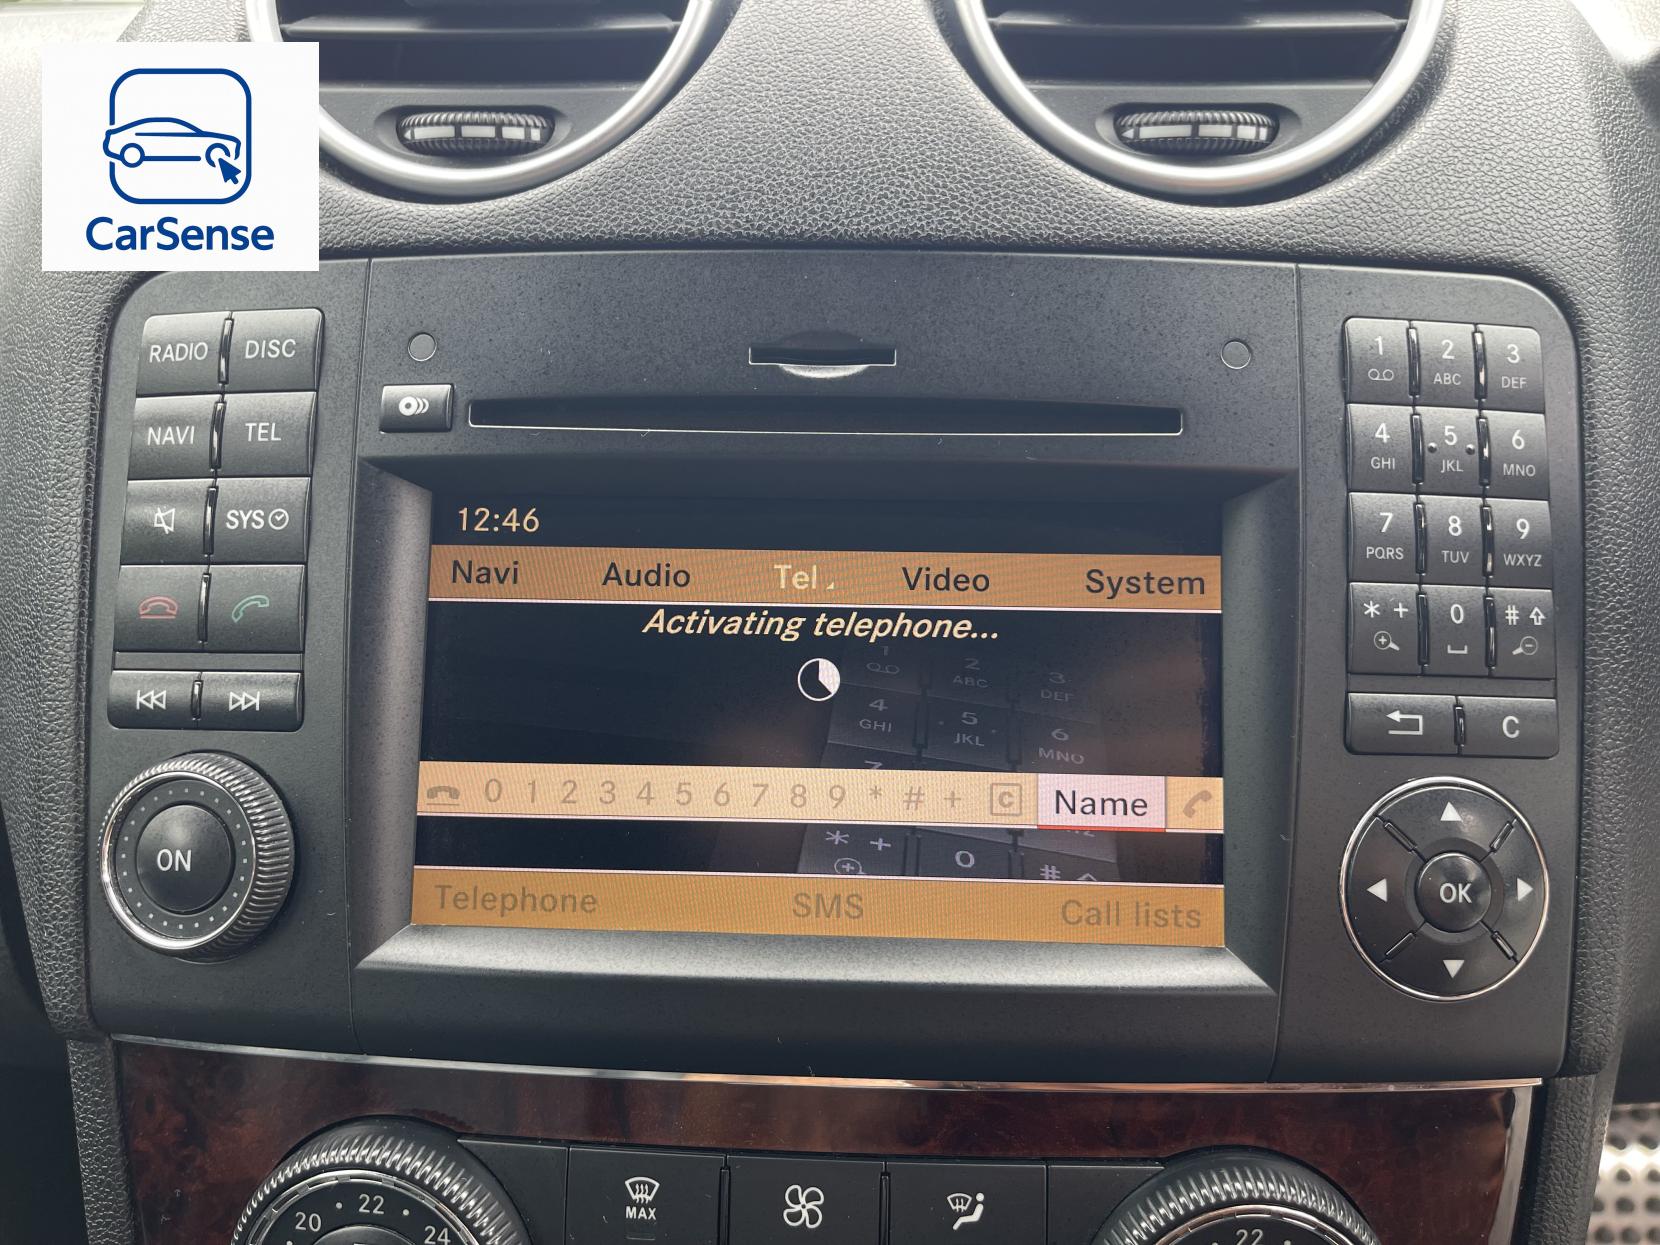 CarSense
RADIO DISC
NAVI TEL
SYS
ON
1
2 ABC
3 DEF
4 GHI
5 JKL
6 MNO
7 PQRS
8 TUV
9 WXYZ
* +
0
#
C
OK
12:46
Navi Audio Tel Video System
Activating telephone...
0 1 2 3 4 5 6 7 8 9 * # + C Name
Telephone SMS Call lists
20 22 24
MAX
22